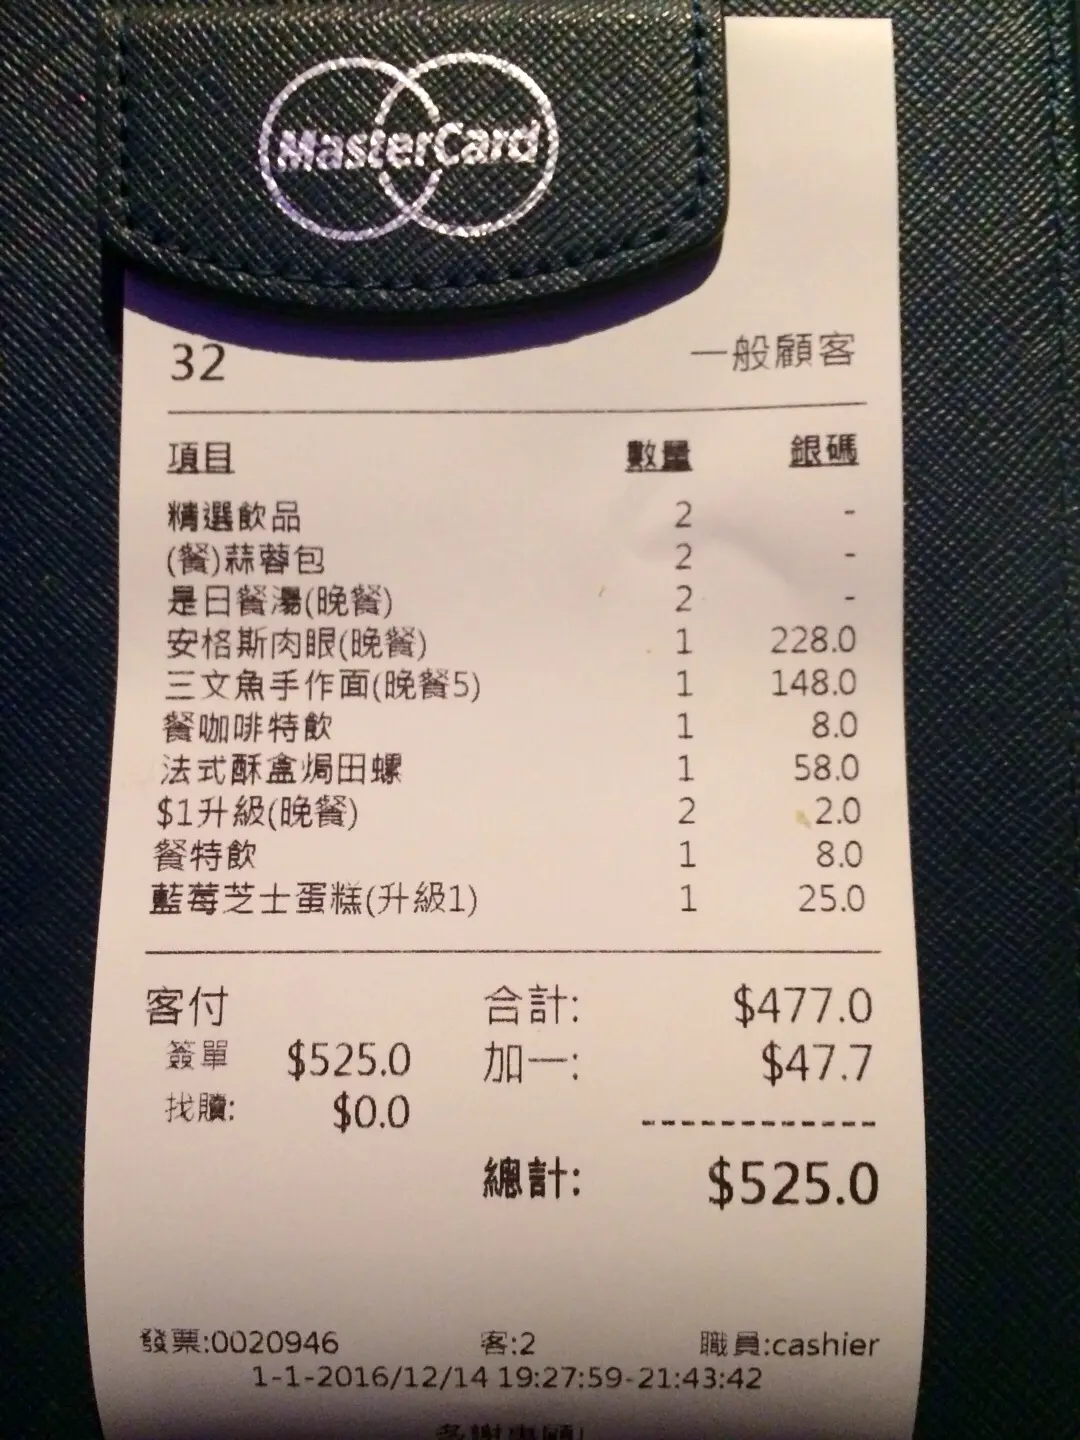 MasterCard
32 一般顧客
項目 數量 銀碼
精選飲品 2 -
(餐)蒜蓉包 2 -
是日餐湯(晚餐) 2 -
安格斯肉眼(晚餐) 1 228.0
三文魚手作面(晚餐5) 1 148.0
餐咖啡特飲 1 8.0
法式酥盒焗田螺 1 58.0
$1升級(晚餐) 2 2.0
餐特飲 1 8.0
藍莓芝士蛋糕(升級1) 1 25.0
客付 合計: $477.0
簽單 $525.0 加一: $47.7
找贖: $0.0
------------
總計: $525.0
發票:0020946 客:2 職員:cashier
1-1-2016/12/14 19:27:59-21:43:42
多謝惠顧!